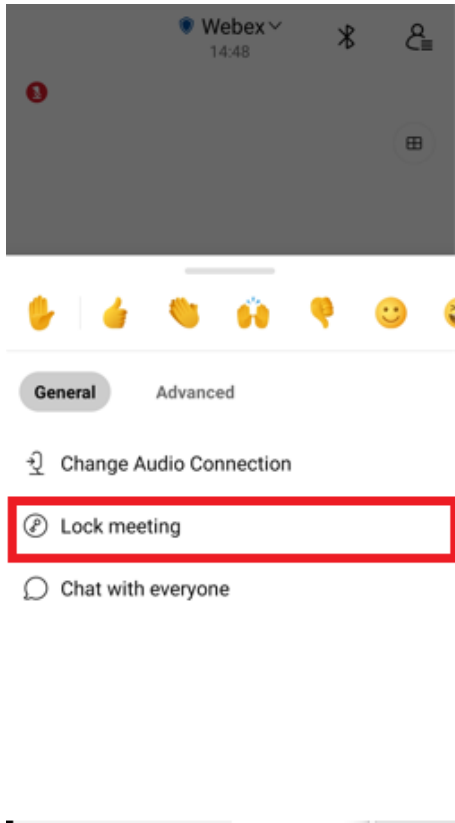 Webex
14:48
General Advanced
Change Audio Connection
Lock meeting
Chat with everyone